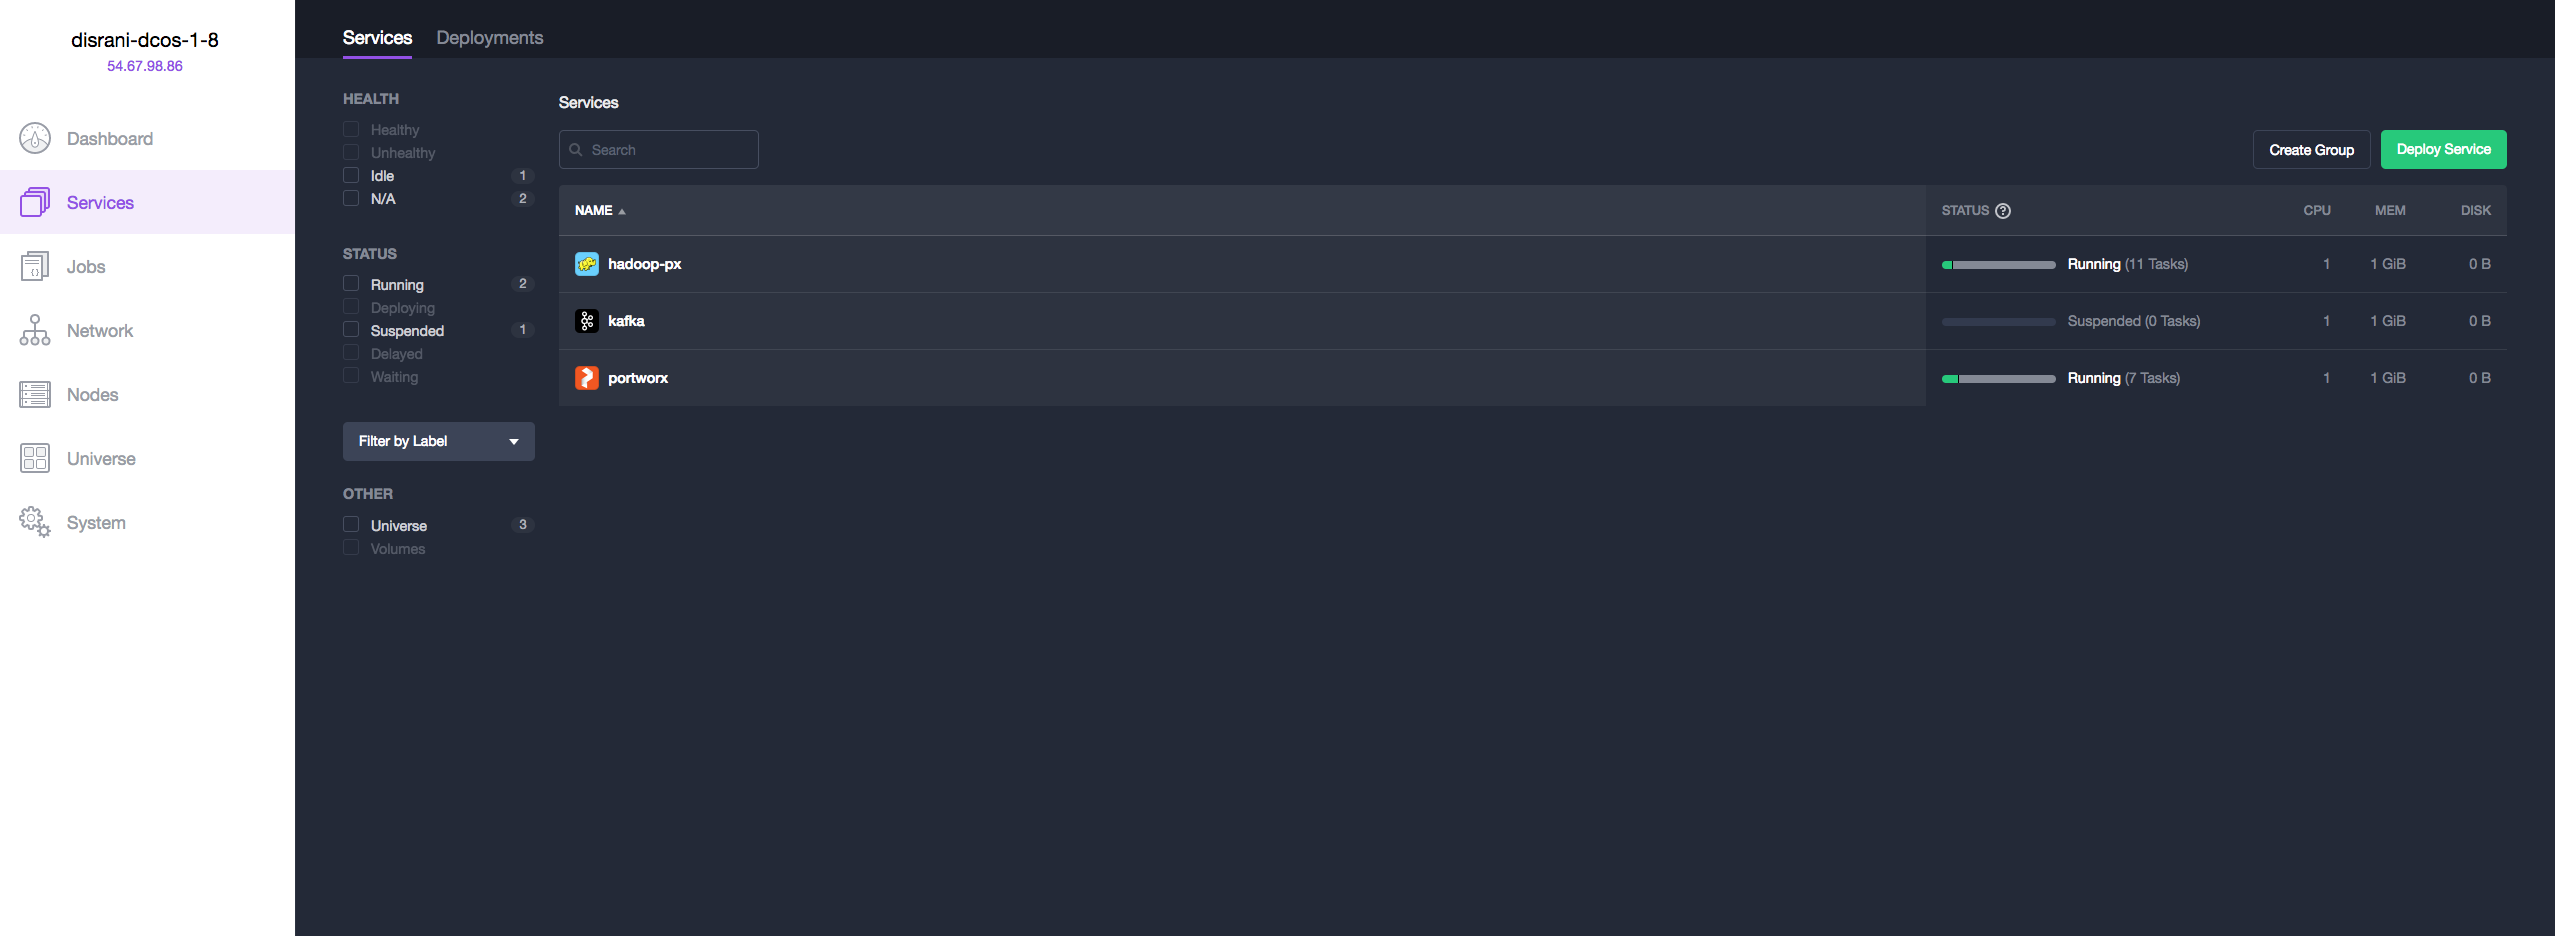 disrani-dcos-1-8
54.67.98.86
Dashboard
Services
Jobs
Network
Nodes
Universe
System
Services Deployments
HEALTH
Healthy
Unhealthy
Idle 1
N/A 2
STATUS
Running 2
Deploying
Suspended 1
Delayed
Waiting
Filter by Label
OTHER
Universe 3
Volumes
Services
Search
Create Group Deploy Service
NAME STATUS ? CPU MEM DISK
hadoop-px Running (11 Tasks) 1 1 GiB 0 B
kafka Suspended (0 Tasks) 1 1 GiB 0 B
portworx Running (7 Tasks) 1 1 GiB 0 B